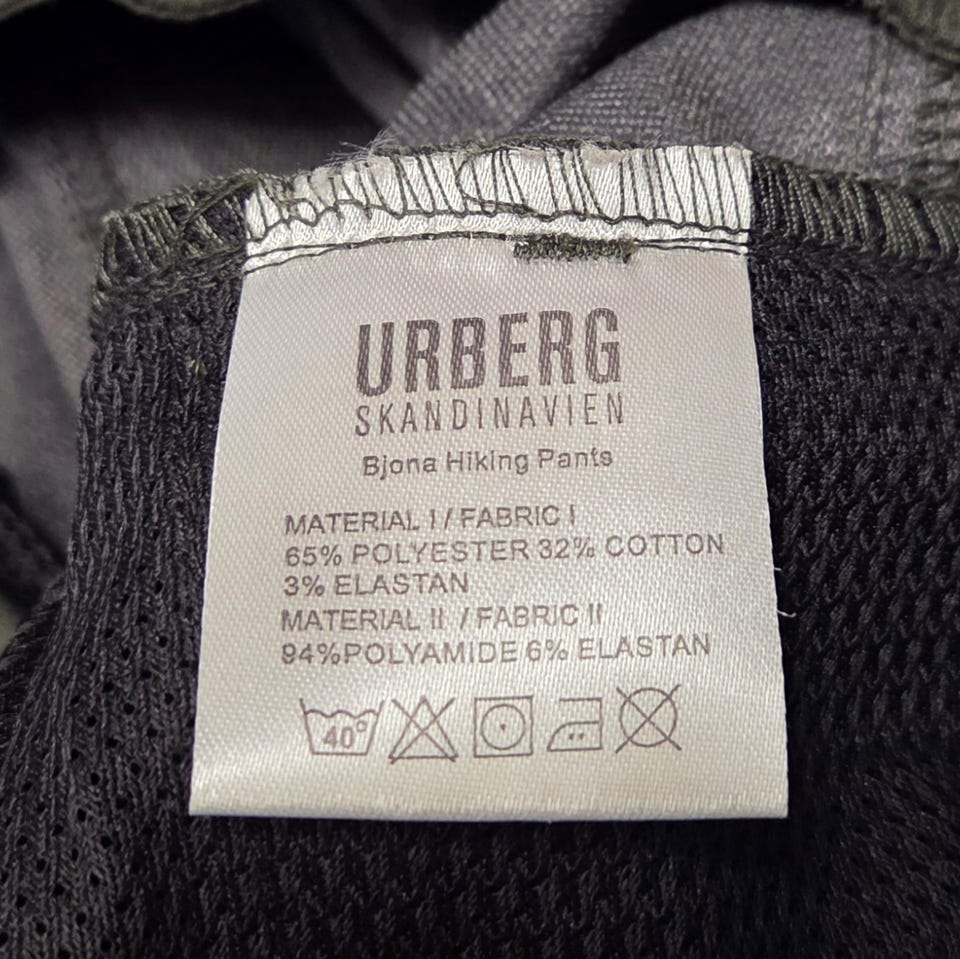 URBERG
SKANDINAVIEN
Bjona Hiking Pants
MATERIAL I / FABRIC I
65% POLYESTER 32% COTTON
3% ELASTAN
MATERIAL II / FABRIC II
94%POLYAMIDE 6% ELASTAN
40°